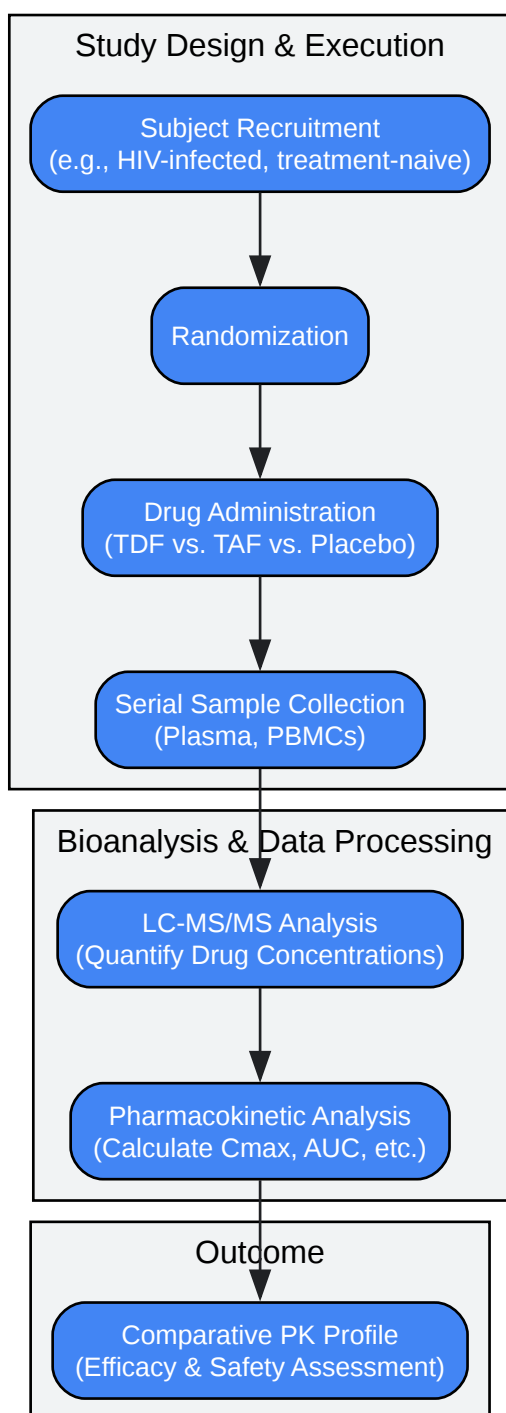 Study Design & Execution
Subject Recruitment
(e.g., HIV-infected, treatment-naive)
Randomization
Drug Administration
(TDF vs. TAF vs. Placebo)
Serial Sample Collection
(Plasma, PBMCs)
Bioanalysis & Data Processing
LC-MS/MS Analysis
(Quantify Drug Concentrations)
Pharmacokinetic Analysis
(Calculate Cmax, AUC, etc.)
Outcome
Comparative PK Profile
(Efficacy & Safety Assessment)